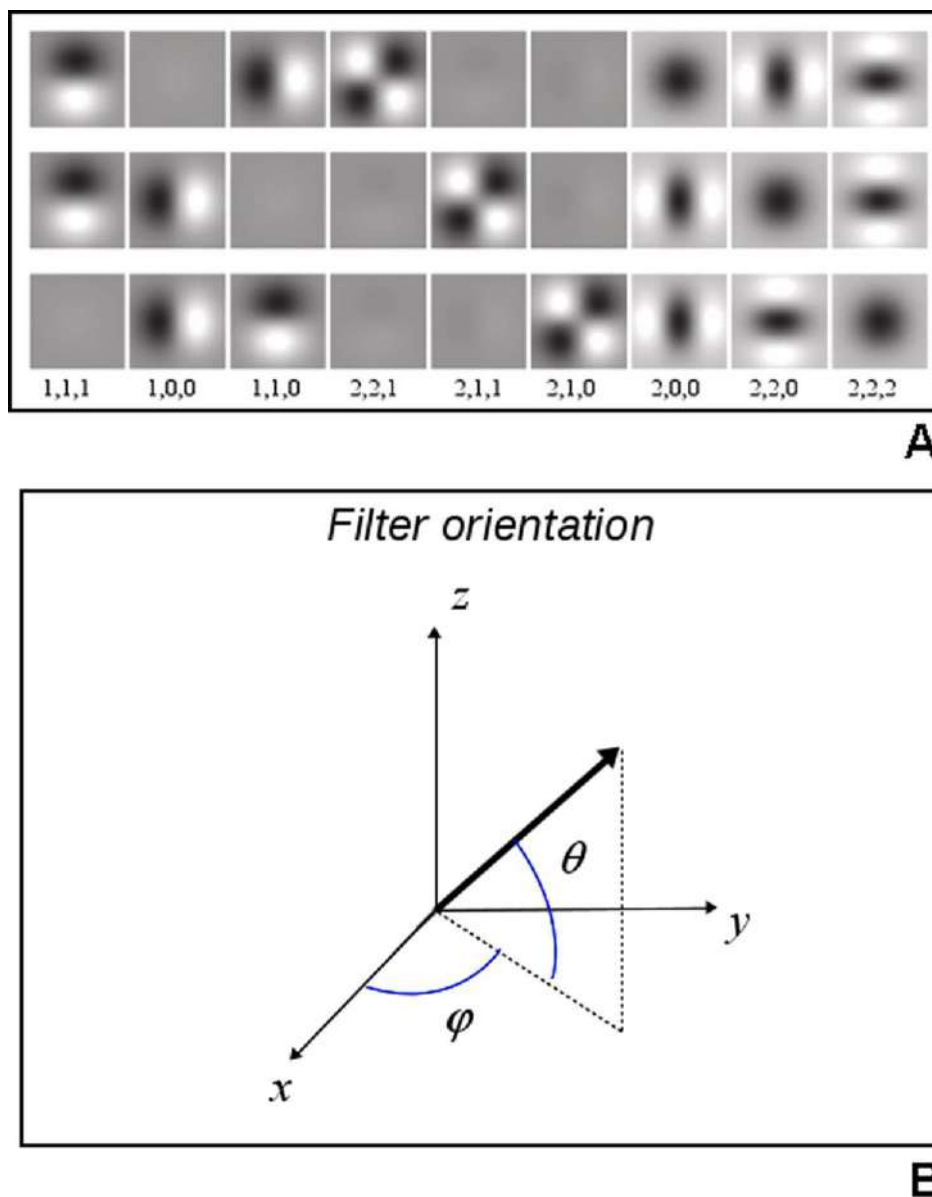 1,1,1 1,0,0 1,1,0 2,2,1 2,1,1 2,1,0 2,0,0 2,2,0 2,2,2
A
Filter orientation
z
θ
y
φ
x
B